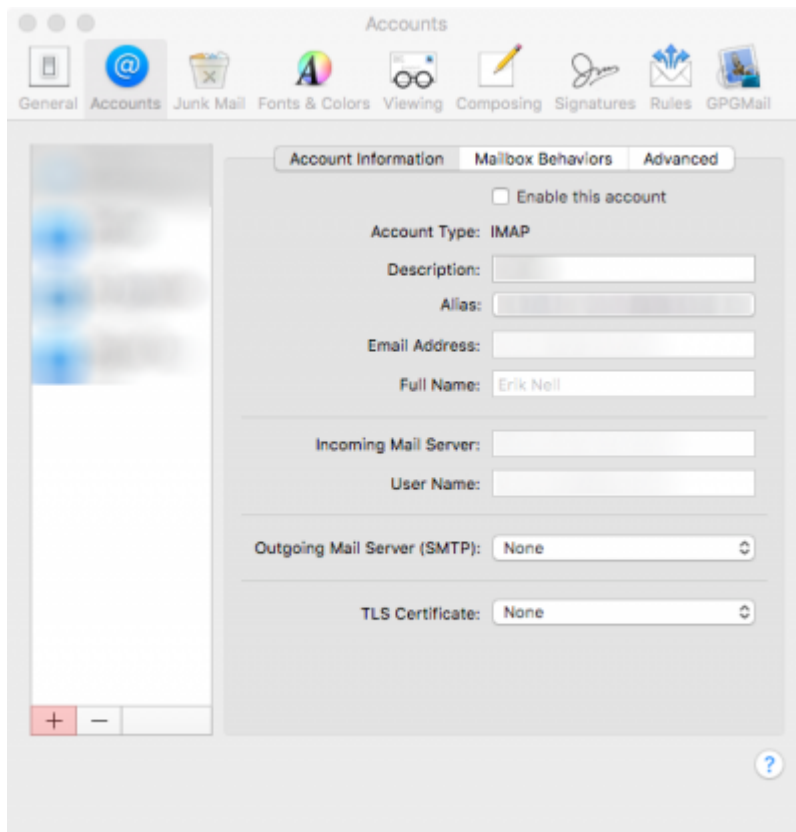 Accounts
General Accounts Junk Mail Fonts & Colors Viewing Composing Signatures Rules GPGMail
Account Information Mailbox Behaviors Advanced
Enable this account
Account Type: IMAP
Description:
Alias:
Email Address:
Full Name: Erik Nell
Incoming Mail Server:
User Name:
Outgoing Mail Server (SMTP): None
TLS Certificate: None
+ −
?